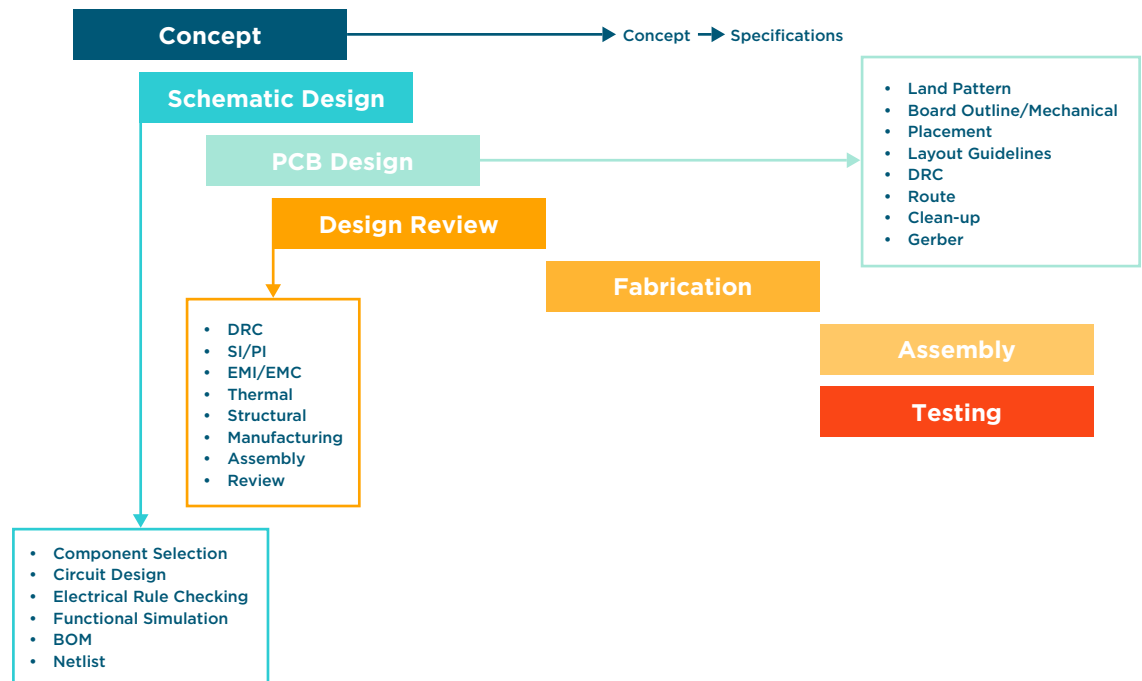 Concept
Concept
Specifications
Schematic Design
• Land Pattern
• Board Outline/Mechanical
• Placement
• Layout Guidelines
• DRC
• Route
• Clean-up
• Gerber
PCB Design
Design Review
Fabrication
• DRC
• SI/PI
• EMI/EMC
• Thermal
• Structural
• Manufacturing
• Assembly
• Review
Assembly
Testing
• Component Selection
• Circuit Design
• Electrical Rule Checking
• Functional Simulation
• BOM
• Netlist